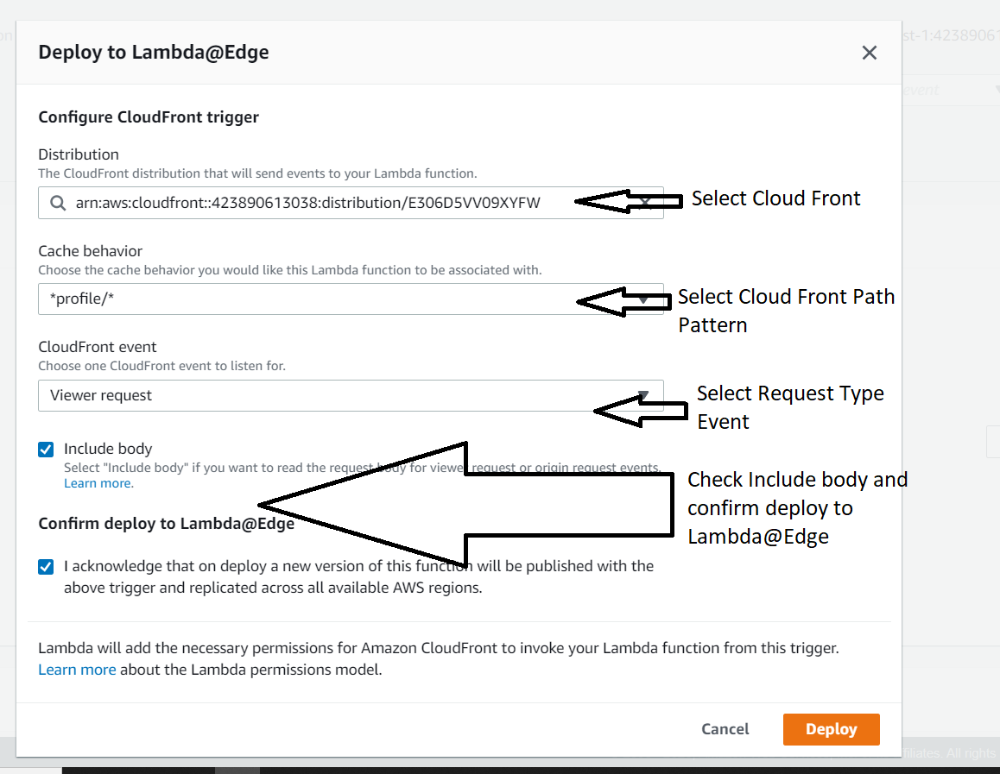 on
st-1:4238906
Deploy to Lambda@Edge
event
Configure CloudFront trigger
Distribution
The CloudFront distribution that will send events to your Lambda function.
arn:aws:cloudfront::423890613038:distribution/E306D5VV09XYFW
Select Cloud Front
Cache behavior
Choose the cache behavior you would like this Lambda function to be associated with.
*profile/*
Select Cloud Front Path
Pattern
CloudFront event
Choose one CloudFront event to listen for.
Viewer request
Select Request Type
Event
Include body
Select "Include body" if you want to read the request body for viewer request or origin request events.
Learn more.
Check Include body and
confirm deploy to
Lambda@Edge
Confirm deploy to Lambda@Edge
I acknowledge that on deploy a new version of this function will be published with the
above trigger and replicated across all available AWS regions.
Lambda will add the necessary permissions for Amazon CloudFront to invoke your Lambda function from this trigger.
Learn more about the Lambda permissions model.
Cancel
Deploy
ffiliates. All rights